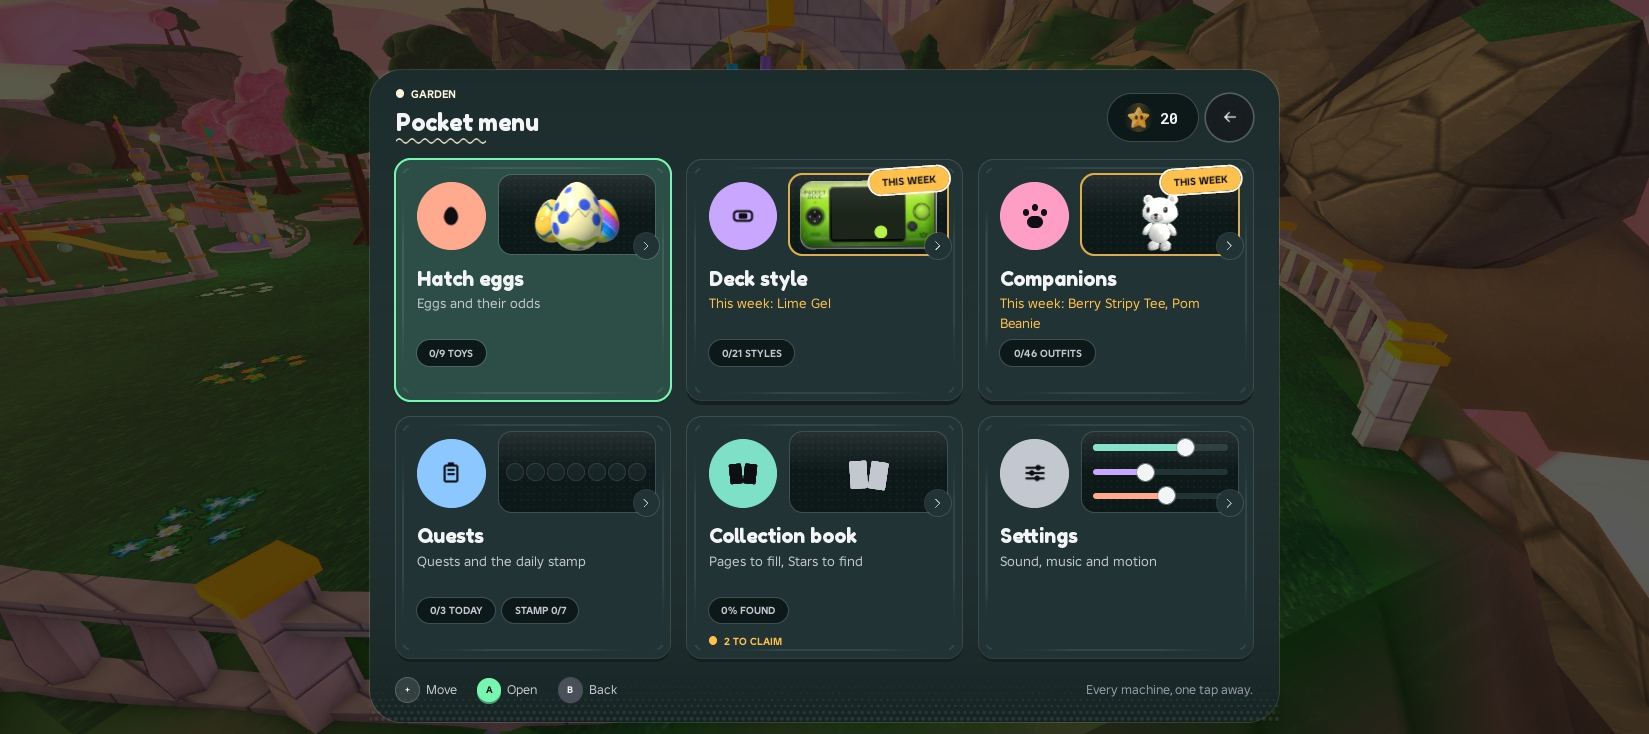 GARDEN
Pocket menu
20
THIS WEEK
THIS WEEK
Hatch eggs
Eggs and their odds
0/9 TOYS
Deck style
This week: Lime Gel
0/21 STYLES
Companions
This week: Berry Stripy Tee, Pom
Beanie
0/46 OUTFITS
Quests
Quests and the daily stamp
0/3 TODAY STAMP 0/7
Collection book
Pages to fill, Stars to find
0% FOUND
2 TO CLAIM
Settings
Sound, music and motion
+ Move A Open B Back
Every machine, one tap away.